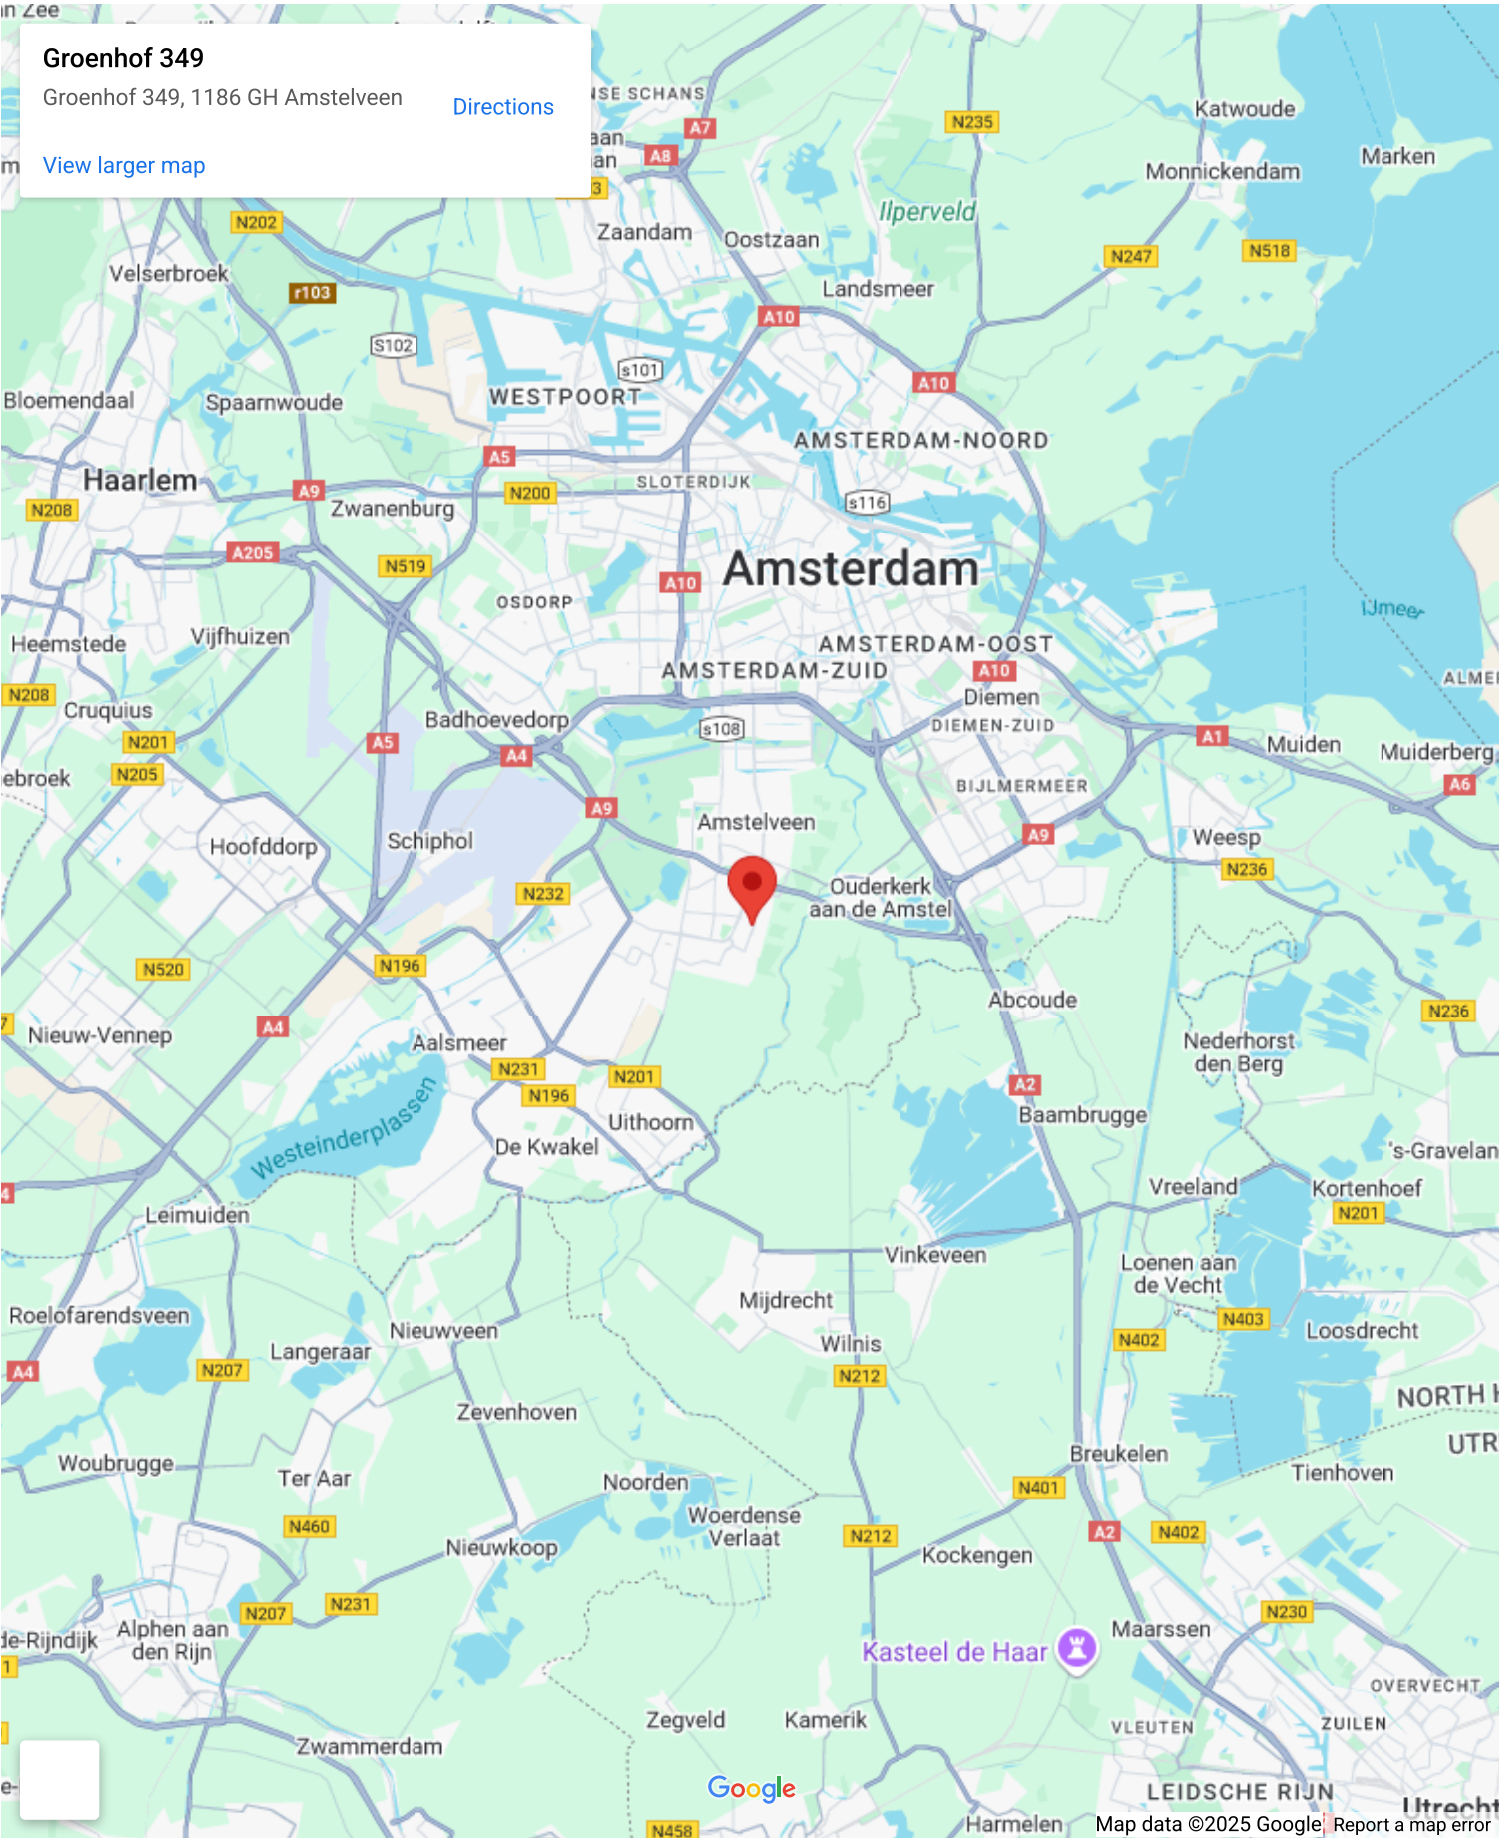 Groenhof 349
Groenhof 349, 1186 GH Amstelveen
Directions
View larger map
A7
A8
N235
Katwoude
Marken
Monnickendam
Ilperveld
N202
Zaandam
Oostzaan
N247
N518
Velserbroek
r103
Landsmeer
A10
S102
s101
A10
WESTPOORT
Bloemendaal
Spaarnwoude
AMSTERDAM-NOORD
A5
Haarlem
SLOTERDIJK
A9
N200
s116
N208
Zwanenburg
A205
N519
Amsterdam
A10
OSDORP
IJmeer
Heemstede
Vijfhuizen
AMSTERDAM-OOST
AMSTERDAM-ZUID
A10
N208
Diemen
Cruquius
Badhoevedorp
s108
DIEMEN-ZUID
N201
A5
A4
A1
Muiden
Muiderberg
N205
BIJLMERMEER
A6
A9
Amstelveen
A9
Weesp
Hoofddorp
Schiphol
N236
N232
Ouderkerk
aan de Amstel
N520
N196
Abcoude
N236
A4
Nieuw-Vennep
Aalsmeer
Nederhorst
den Berg
N231
N201
A2
N196
Westeinderplassen
Uithoorn
Baambrugge
De Kwakel
Vreeland
Kortenhoef
Leimuiden
N201
Vinkeveen
Loenen aan
de Vecht
Mijdrecht
Roelofarendsveen
N403
Nieuwveen
Loosdrecht
Wilnis
N402
Langeraar
A4
N207
N212
Zevenhoven
Breukelen
Woubrugge
Ter Aar
Noorden
Tienhoven
N401
Woerdense
Verlaat
N460
N212
A2
N402
Nieuwkoop
Kockengen
N231
N207
N230
Alphen aan
den Rijn
Maarssen
Kasteel de Haar
OVERVECHT
Zegveld
Kamerik
VLEUTEN
ZUILEN
Zwammerdam
Google
LEIDSCHE RIJN
Utrecht
Harmelen
N458
Map data ©2025 Google
Report a map error